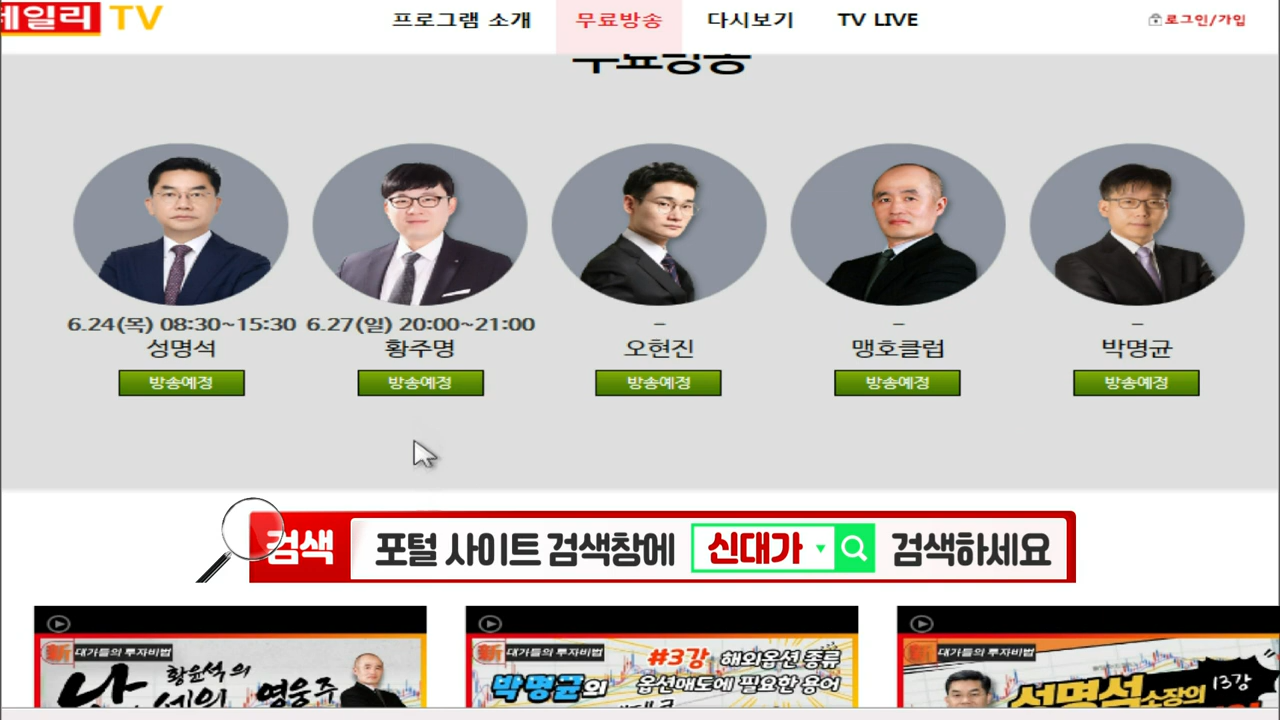 데일리 TV
프로그램 소개 무료방송 다시보기 TV LIVE 로그인/가입
무료방송
6.24(목) 08:30~15:30 6.27(일) 20:00~21:00 – – –
성명석 황주명 오현진 맹호클럽 박명균
방송예정 방송예정 방송예정 방송예정 방송예정
검색 포털 사이트 검색창에 신대가 검색하세요
新 대가들의 투자비법 新 대가들의 투자비법 新 대가들의 투자비법
황윤석의
영웅주
#3강 해외옵션 종류
박명균의 옵션매도에 필요한 용어
성명석 소장의 13강